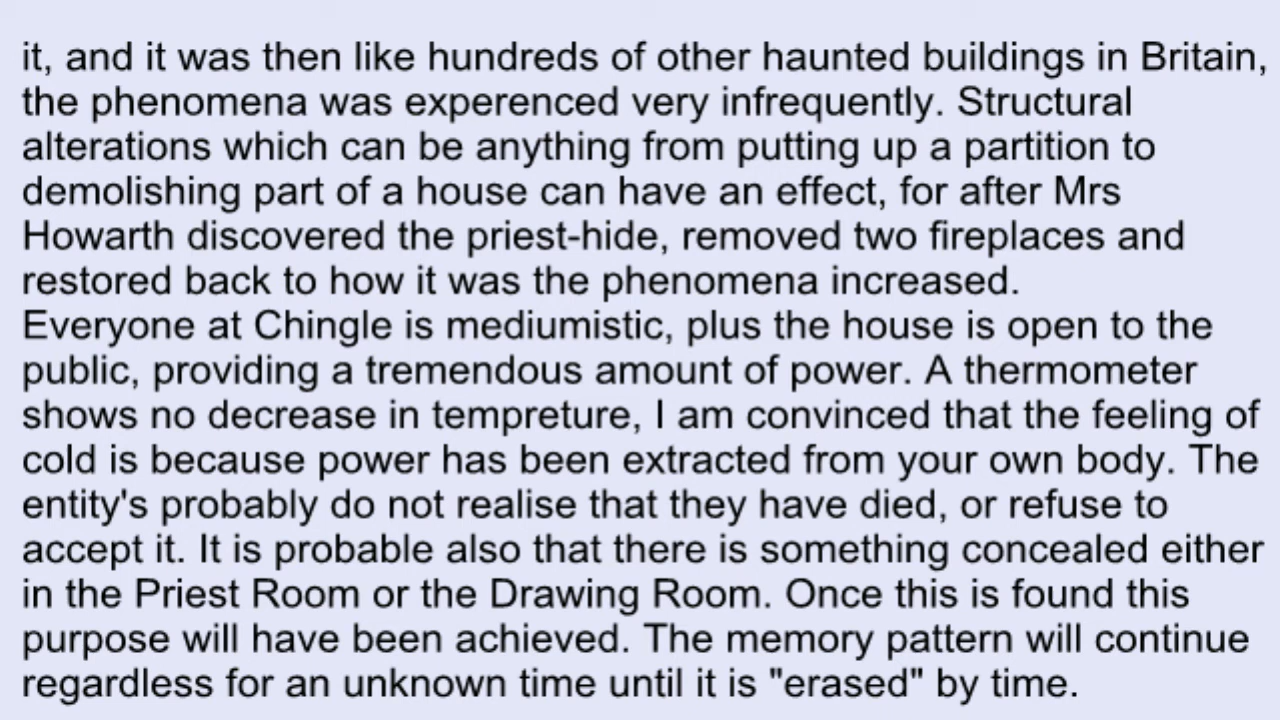 it, and it was then like hundreds of other haunted buildings in Britain,
the phenomena was experenced very infrequently. Structural
alterations which can be anything from putting up a partition to
demolishing part of a house can have an effect, for after Mrs
Howarth discovered the priest-hide, removed two fireplaces and
restored back to how it was the phenomena increased.
Everyone at Chingle is mediumistic, plus the house is open to the
public, providing a tremendous amount of power. A thermometer
shows no decrease in tempreture, I am convinced that the feeling of
cold is because power has been extracted from your own body. The
entity's probably do not realise that they have died, or refuse to
accept it. It is probable also that there is something concealed either
in the Priest Room or the Drawing Room. Once this is found this
purpose will have been achieved. The memory pattern will continue
regardless for an unknown time until it is "erased" by time.